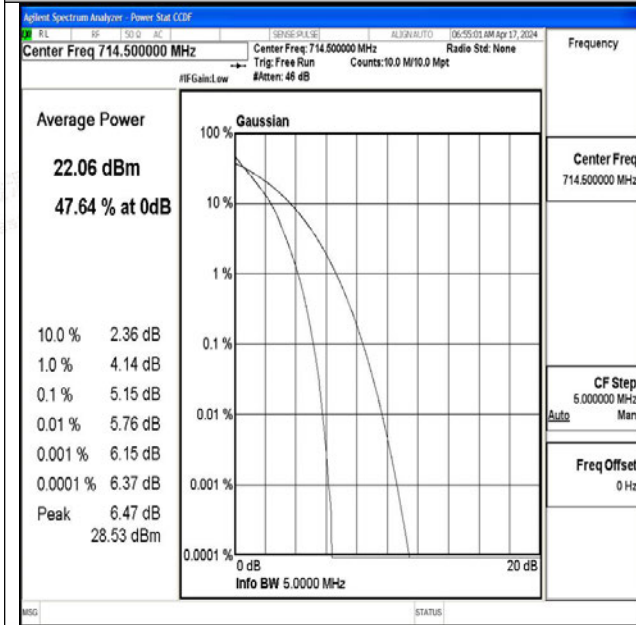 Agilent Spectrum Analyzer - Power Stat CCDF
RL RF 50 Ω AC SENSE:PULSE ALIGNAUTO 06:55:01 AM Apr 17, 2024
Center Freq 714.500000 MHz
Center Freq: 714.500000 MHz Radio Std: None
Trig: Free Run Counts:10.0 M/10.0 Mpt
#IFGain:Low #Atten: 46 dB
Frequency
Average Power
22.06 dBm
47.64 % at 0dB
10.0 % 2.36 dB
1.0 % 4.14 dB
0.1 % 5.15 dB
0.01 % 5.76 dB
0.001 % 6.15 dB
0.0001 % 6.37 dB
Peak 6.47 dB
28.53 dBm
Gaussian
100 %
10 %
1 %
0.1 %
0.01 %
0.001 %
0.0001 %
0 dB 20 dB
Info BW 5.0000 MHz
Center Freq
714.500000 MHz
CF Step
5.000000 MHz
Auto Man
Freq Offset
0 Hz
MSG STATUS